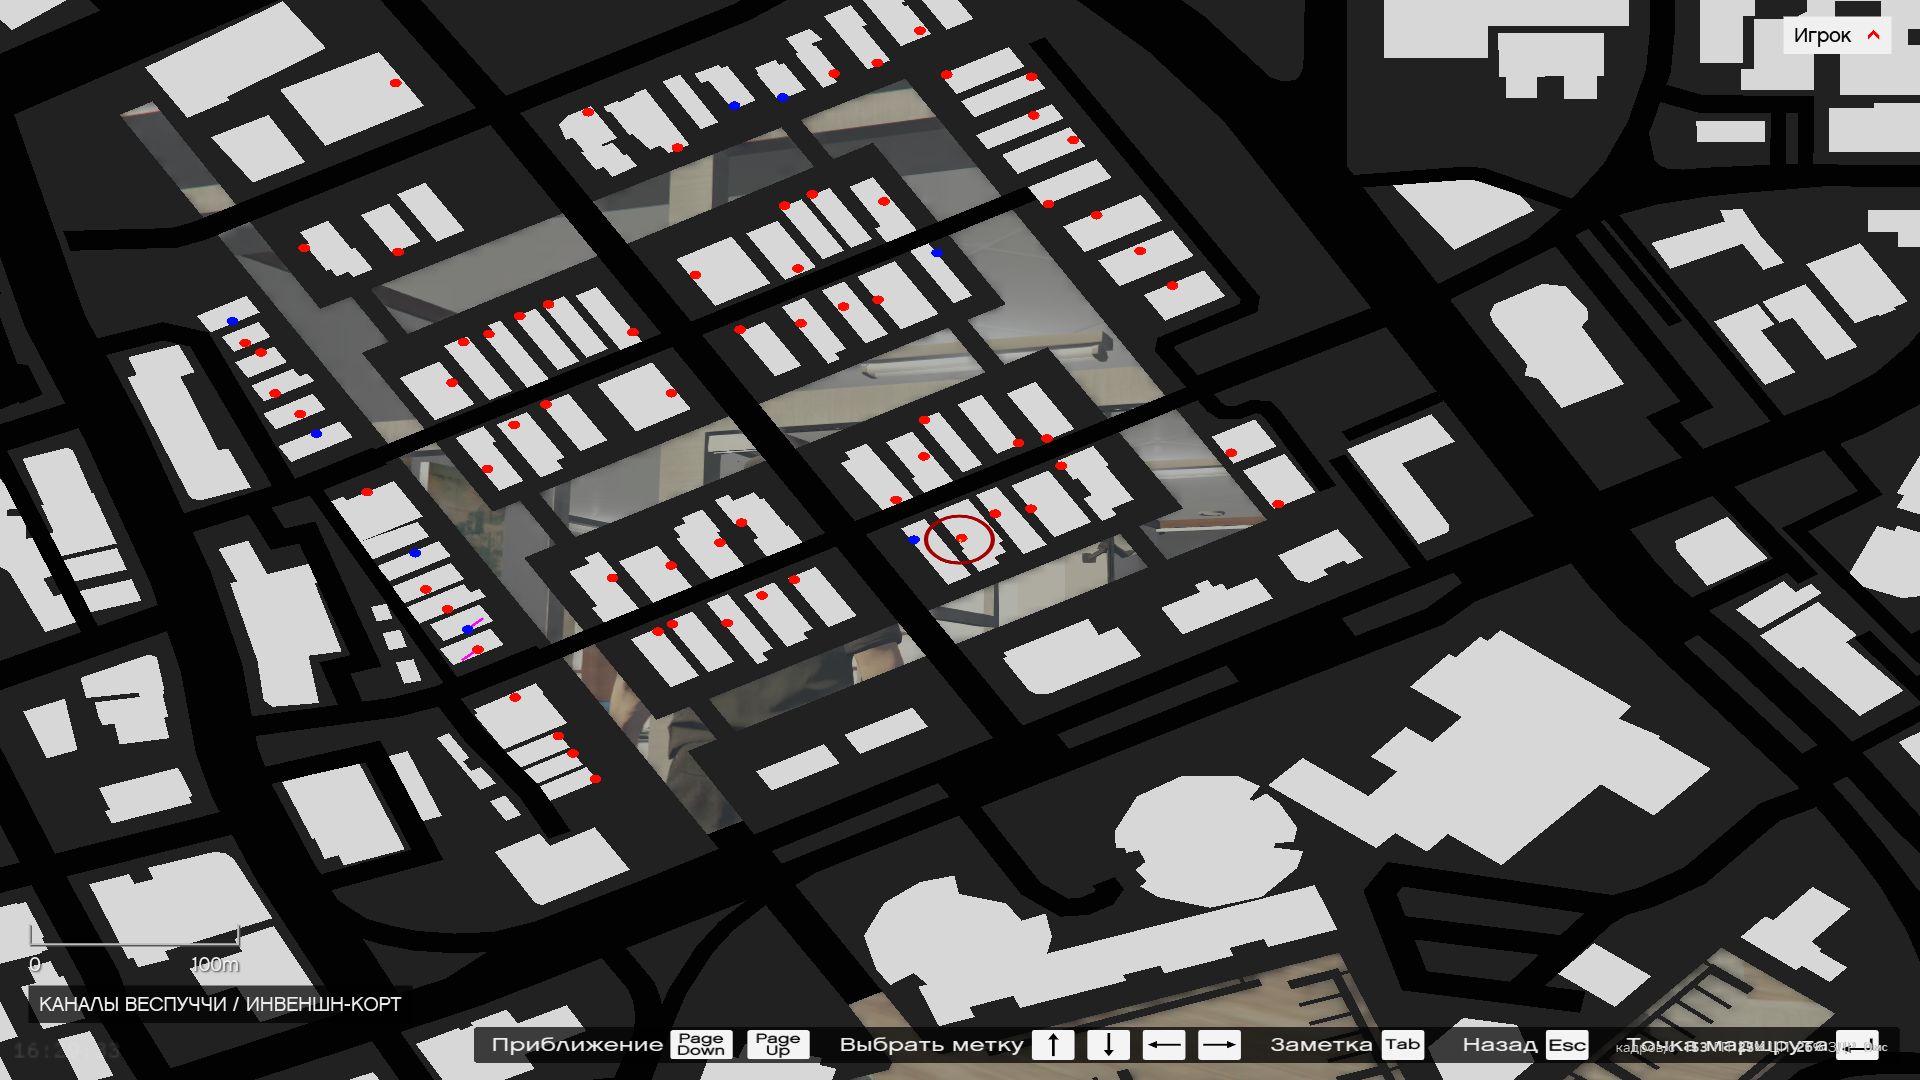 Игрок
0 100m
КАНАЛЫ ВЕСПУЧЧИ / ИНВЕНШН-КОРТ
Приближение Page Down Page Up Выбрать метку ↑ ↓ ← → Заметка Tab Назад Esc Точка маршрута